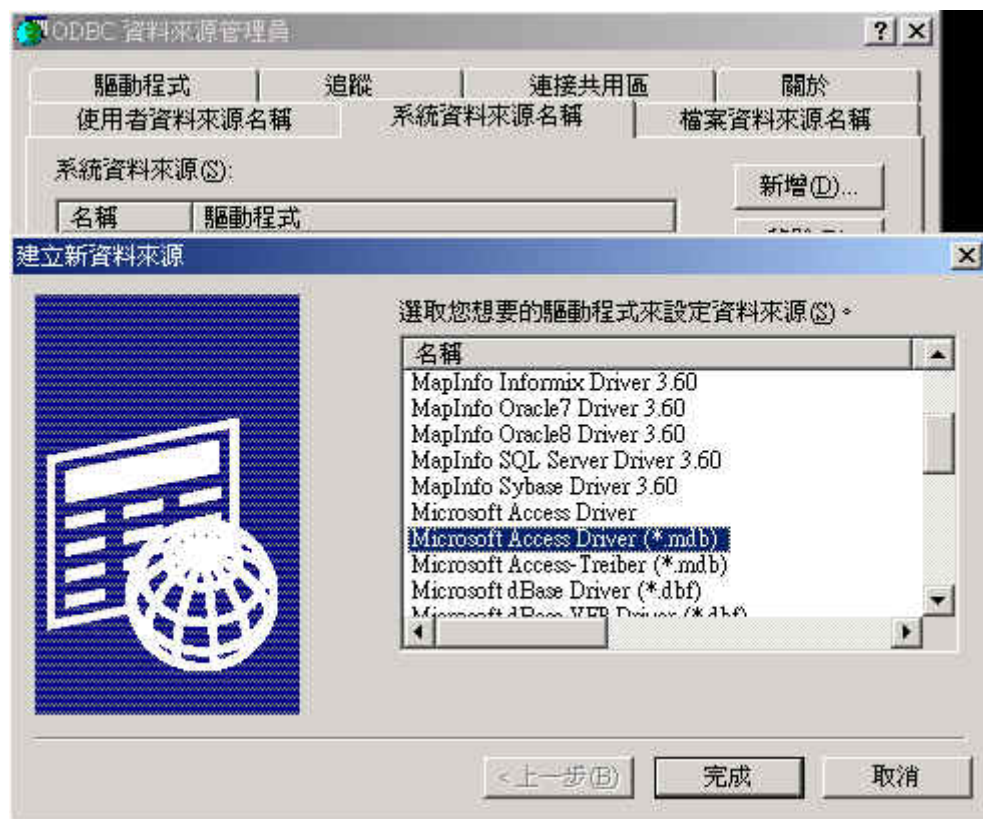 ODBC 資料來源管理員
驅動程式 追蹤 連接共用區 關於
使用者資料來源名稱 系統資料來源名稱 檔案資料來源名稱
系統資料來源(S):
新增(D)...
名稱 驅動程式
建立新資料來源
選取您想要的驅動程式來設定資料來源(S)。
名稱
MapInfo Informix Driver 3.60
MapInfo Oracle7 Driver 3.60
MapInfo Oracle8 Driver 3.60
MapInfo SQL Server Driver 3.60
MapInfo Sybase Driver 3.60
Microsoft Access Driver
Microsoft Access Driver (*.mdb)
Microsoft Access-Treiber (*.mdb)
Microsoft dBase Driver (*.dbf)
Microsoft dBase VFP Driver (*.dbf)
<上一步(B) 完成 取消